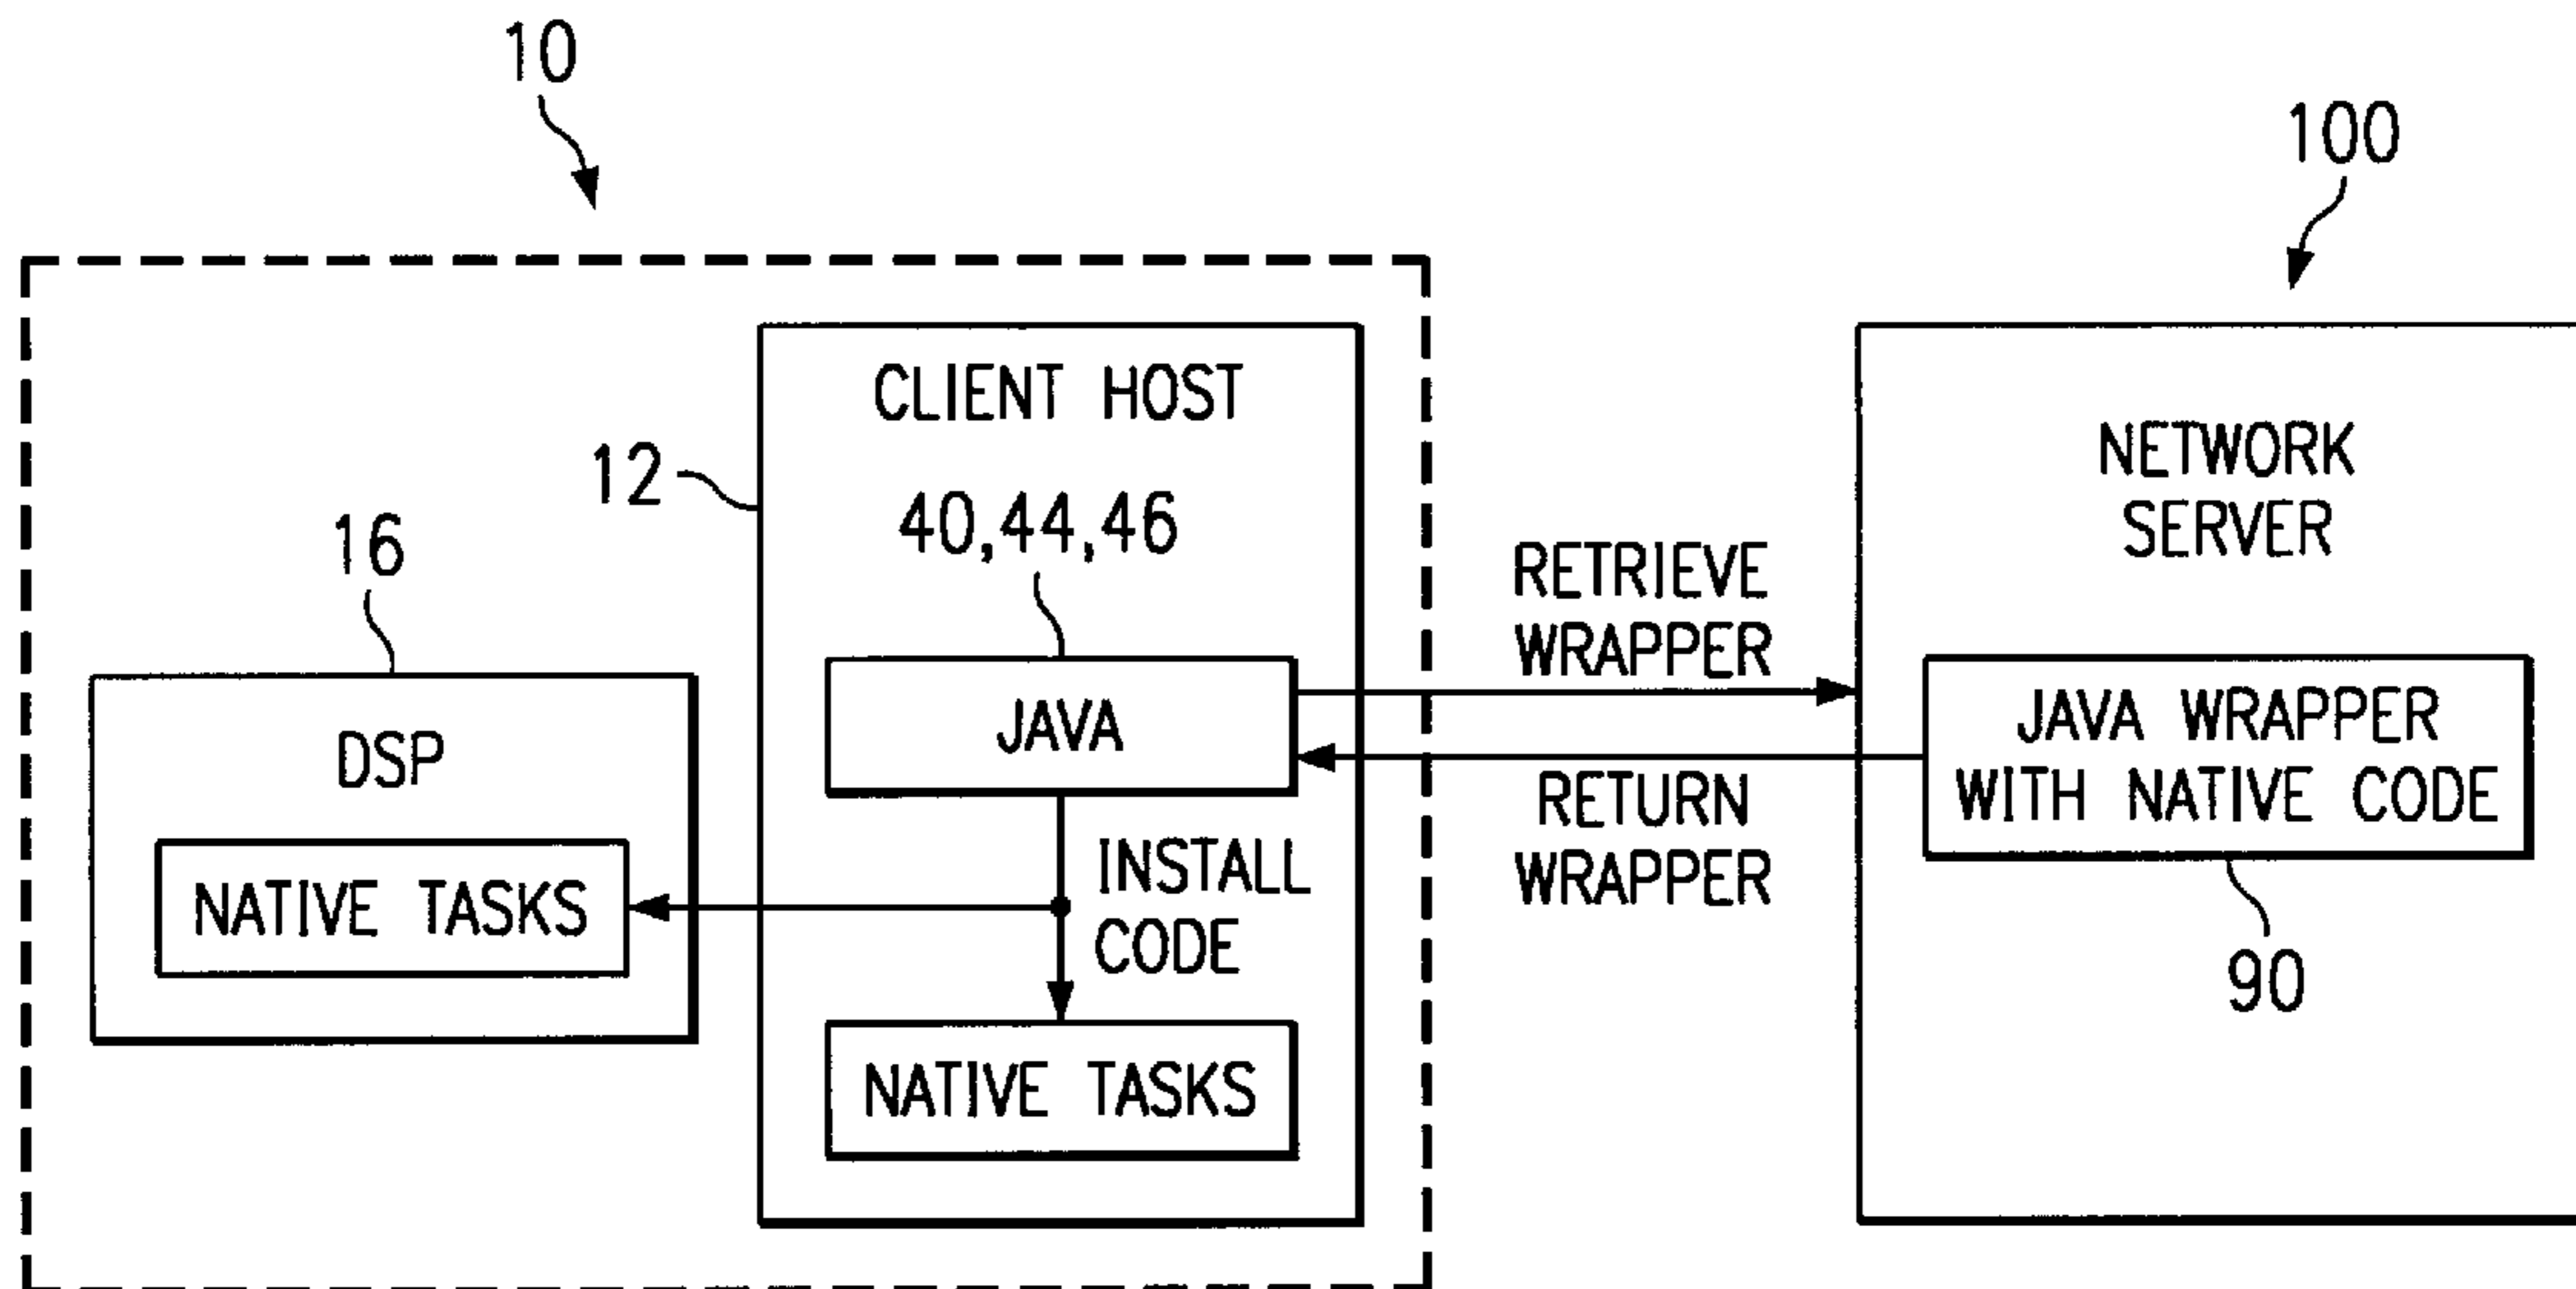 10
100
CLIENT HOST
12
40,44,46
16
JAVA
DSP
NATIVE TASKS
INSTALL
CODE
NATIVE TASKS
RETRIEVE
WRAPPER
RETURN
WRAPPER
NETWORK
SERVER
JAVA WRAPPER
WITH NATIVE CODE
90